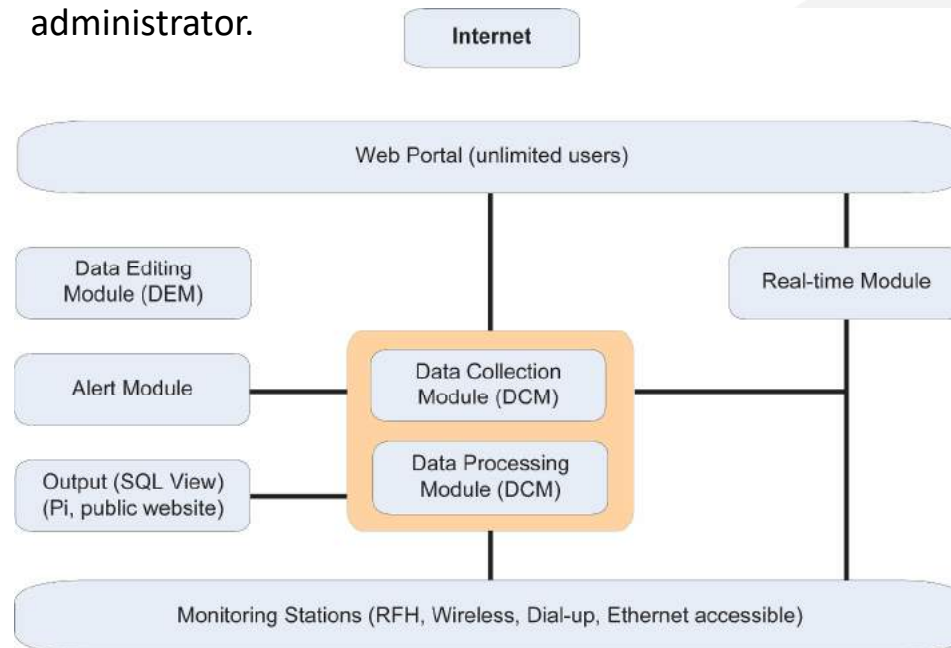 administrator.
Internet
Web Portal (unlimited users)
Data Editing
Module (DEM)
Real-time Module
Alert Module
Data Collection
Module (DCM)
Data Processing
Module (DCM)
Output (SQL View)
(Pi, public website)
Monitoring Stations (RFH, Wireless, Dial-up, Ethernet accessible)